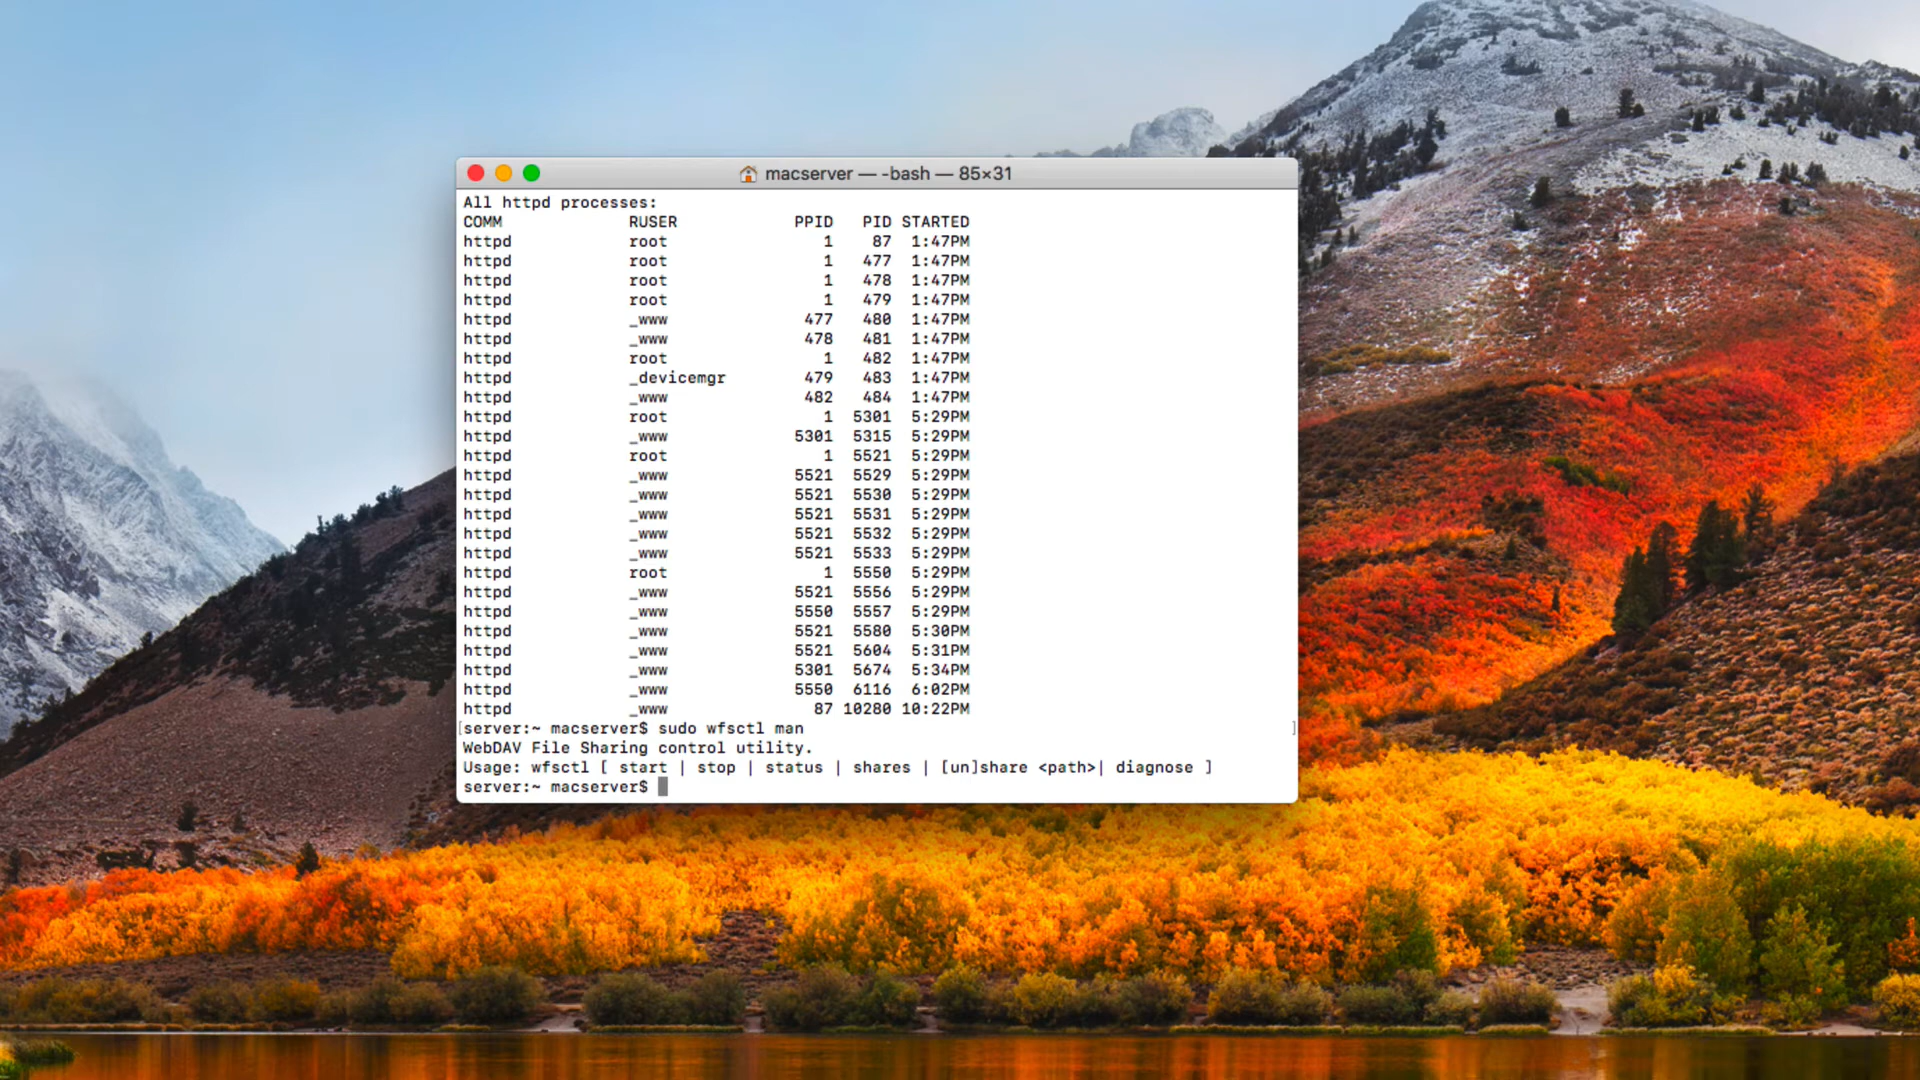 macserver — -bash — 85×31
All httpd processes:
COMM RUSER PPID PID STARTED
httpd root 1 87 1:47PM
httpd root 1 477 1:47PM
httpd root 1 478 1:47PM
httpd root 1 479 1:47PM
httpd _www 477 480 1:47PM
httpd _www 478 481 1:47PM
httpd root 1 482 1:47PM
httpd _devicemgr 479 483 1:47PM
httpd _www 482 484 1:47PM
httpd root 1 5301 5:29PM
httpd _www 5301 5315 5:29PM
httpd root 1 5521 5:29PM
httpd _www 5521 5529 5:29PM
httpd _www 5521 5530 5:29PM
httpd _www 5521 5531 5:29PM
httpd _www 5521 5532 5:29PM
httpd _www 5521 5533 5:29PM
httpd root 1 5550 5:29PM
httpd _www 5521 5556 5:29PM
httpd _www 5550 5557 5:29PM
httpd _www 5521 5580 5:30PM
httpd _www 5521 5604 5:31PM
httpd _www 5301 5674 5:34PM
httpd _www 5550 6116 6:02PM
httpd _www 87 10280 10:22PM
[server:~ macserver$ sudo wfsctl man ]
WebDAV File Sharing control utility.
Usage: wfsctl [ start | stop | status | shares | [un]share <path>| diagnose ]
server:~ macserver$